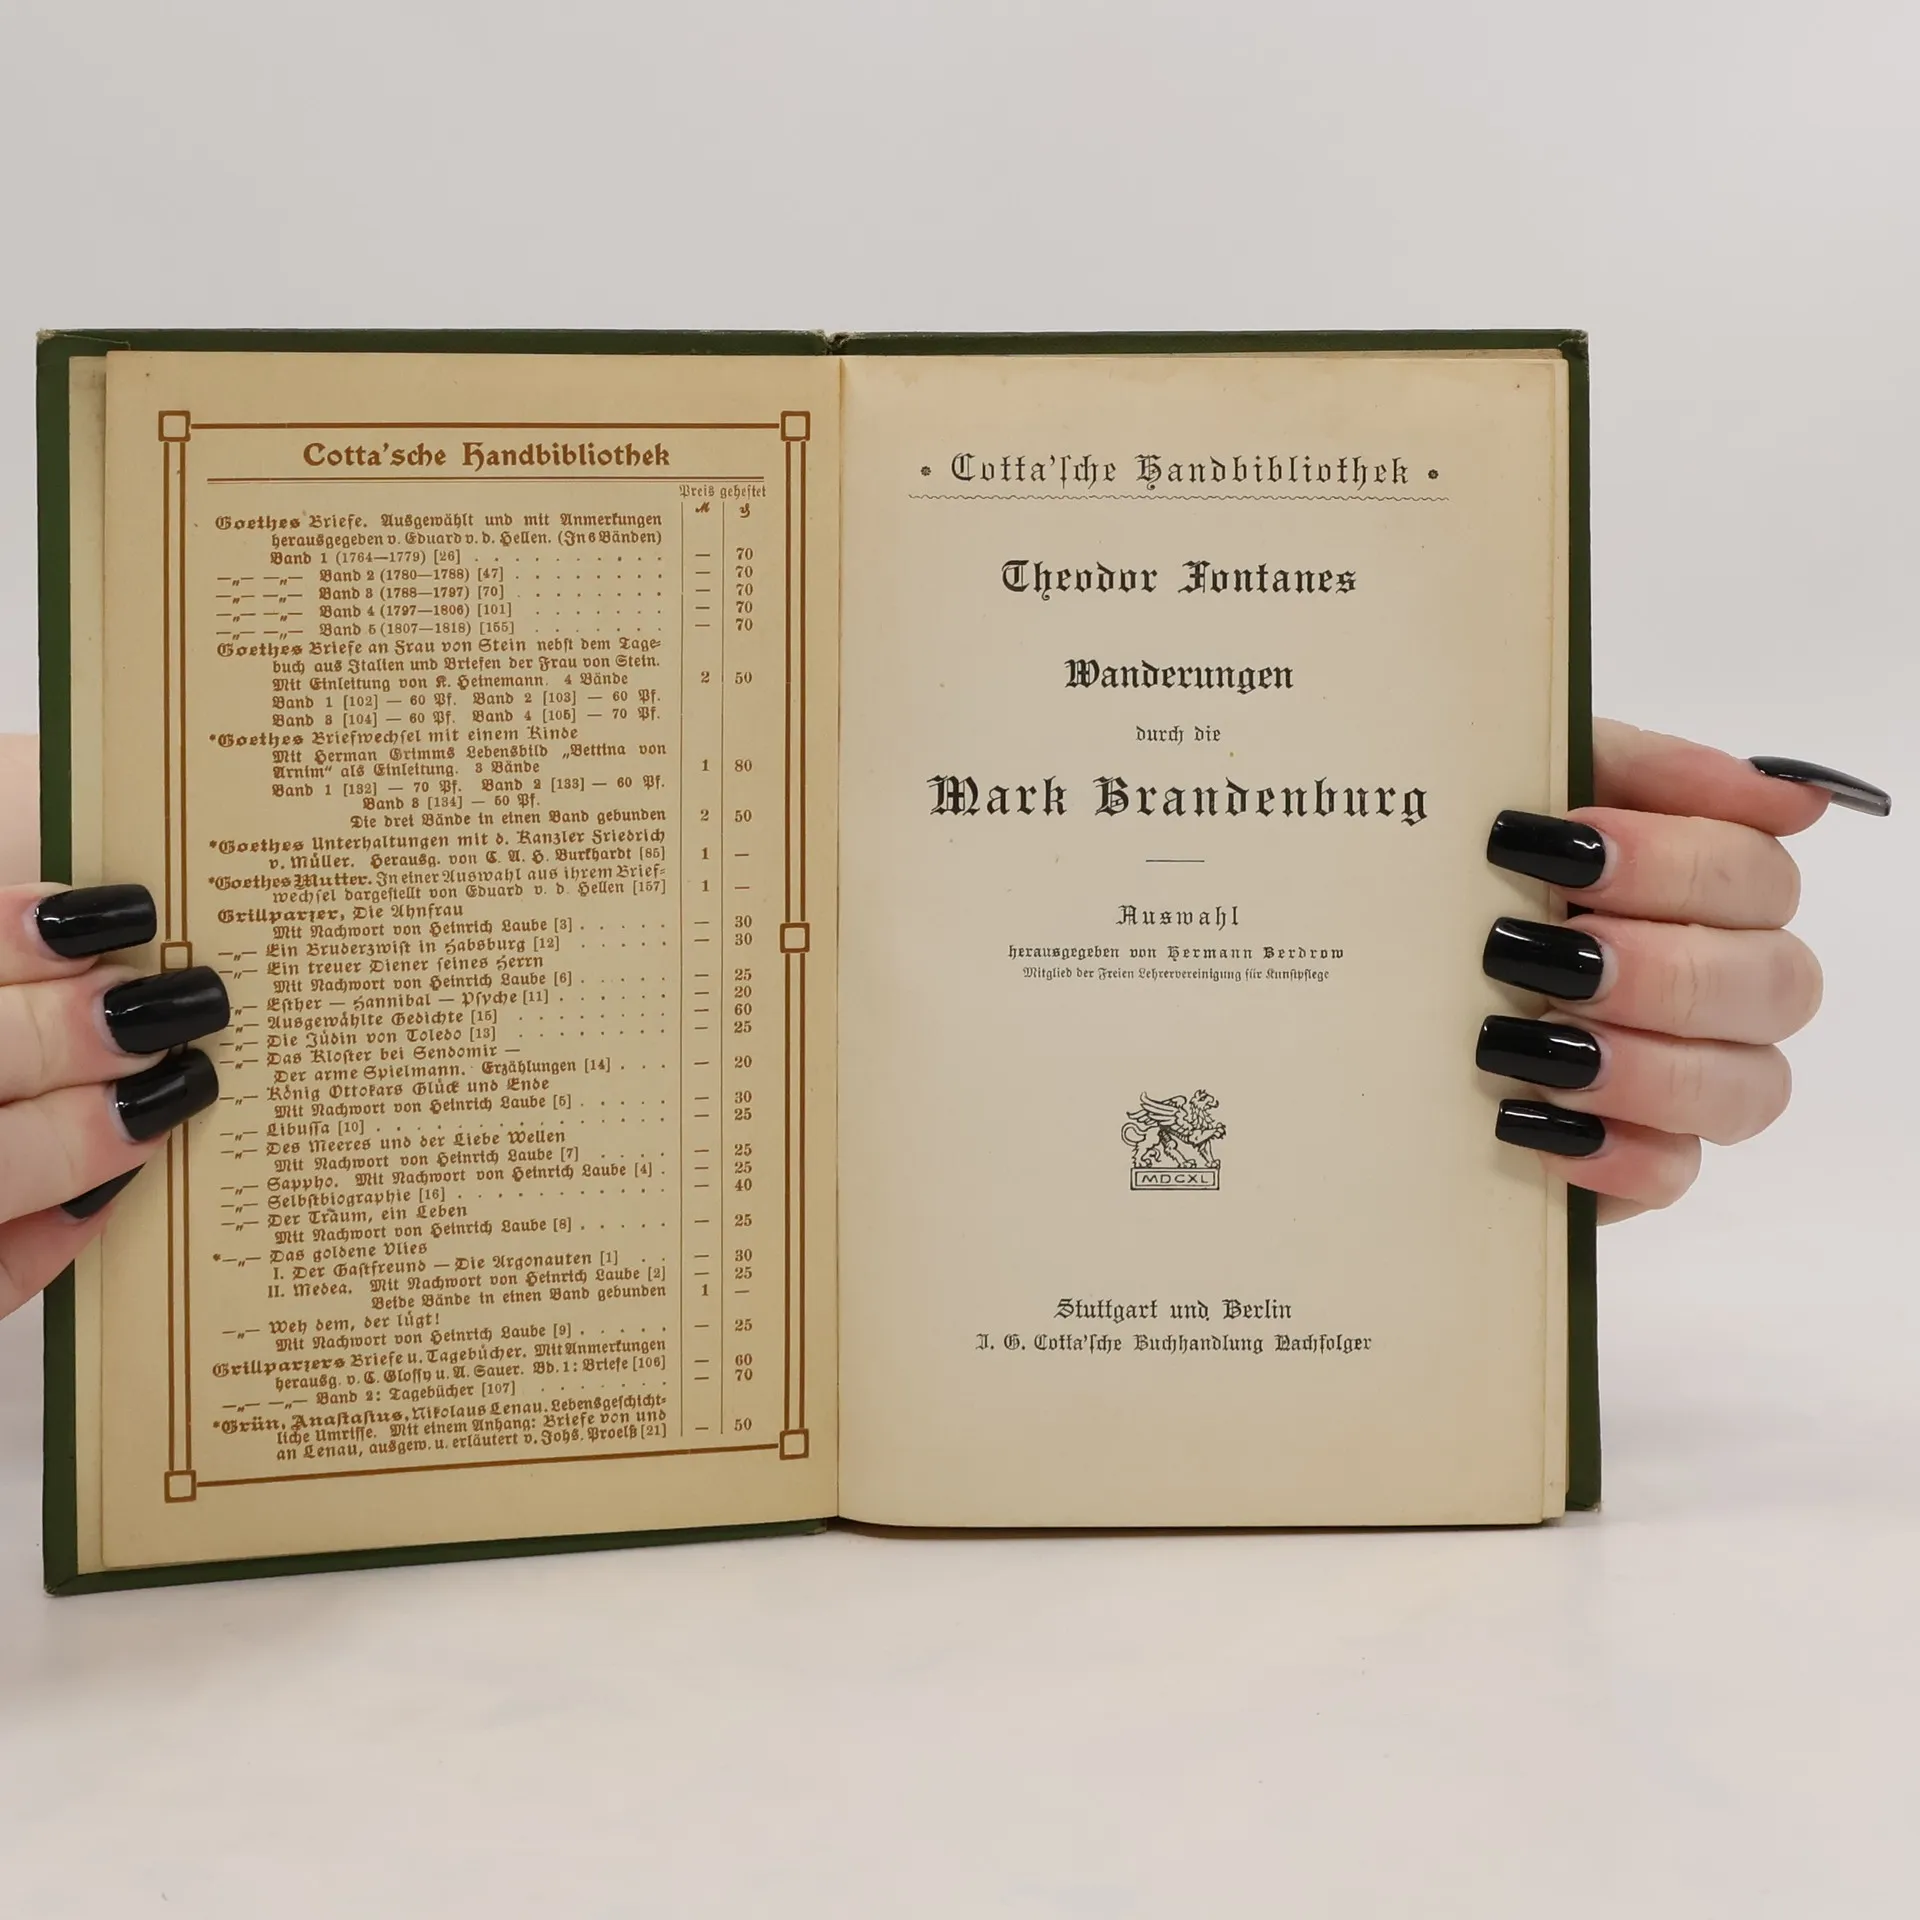 Cotta'sche Handbibliothek
Preis geheftet
ℳ ₰
Goethes Briefe. Ausgewählt und mit Anmerkungen
herausgegeben v. Eduard v. d. Hellen. (In 6 Bänden)
Band 1 (1764—1779) [26] . . . . . . . . . . — 70
—„— —„— Band 2 (1780—1788) [47] . . . . . . . . — 70
—„— —„— Band 3 (1788—1797) [70] . . . . . . . . — 70
—„— —„— Band 4 (1797—1806) [101] . . . . . . . — 70
—„— —„— Band 5 (1807—1818) [155] . . . . . . . — 70
Goethes Briefe an Frau von Stein nebst dem Tage-
buch aus Italien und Briefen der Frau von Stein.
Mit Einleitung von K. Heinemann. 4 Bände 2 50
Band 1 [102] — 60 Pf. Band 2 [103] — 60 Pf.
Band 3 [104] — 60 Pf. Band 4 [105] — 70 Pf.
*Goethes Briefwechsel mit einem Kinde
Mit Herman Grimms Lebensbild „Bettina von
Arnim“ als Einleitung. 3 Bände 1 80
Band 1 [132] — 70 Pf. Band 2 [133] — 60 Pf.
Band 3 [134] — 50 Pf.
Die drei Bände in einen Band gebunden 2 50
*Goethes Unterhaltungen mit d. Kanzler Friedrich
v. Müller. Herausg. von C. A. H. Burkhardt [85] 1 —
*Goethes Mutter. In einer Auswahl aus ihrem Brief-
wechsel dargestellt von Eduard v. d. Hellen [157] 1 —
Grillparzer, Die Ahnfrau
Mit Nachwort von Heinrich Laube [3] . . . . . — 30
—„— Ein Bruderzwist in Habsburg [12] . . . . . — 30
—„— Ein treuer Diener seines Herrn
Mit Nachwort von Heinrich Laube [6] . . . . . — 25
—„— Esther — Hannibal — Psyche [11] . . . . . . — 20
—„— Ausgewählte Gedichte [15] . . . . . . . . — 60
—„— Die Jüdin von Toledo [13] . . . . . . . . — 25
—„— Das Kloster bei Sendomir —
Der arme Spielmann. Erzählungen [14] . . . — 20
—„— König Ottokars Glück und Ende
Mit Nachwort von Heinrich Laube [5] . . . . . — 30
—„— Libussa [10] . . . . . . . . . . . . . — 25
—„— Des Meeres und der Liebe Wellen
Mit Nachwort von Heinrich Laube [7] . . . . — 25
—„— Sappho. Mit Nachwort von Heinrich Laube [4] . — 25
—„— Selbstbiographie [16] . . . . . . . . . . — 40
—„— Der Traum, ein Leben
Mit Nachwort von Heinrich Laube [8] . . . . . — 25
*—„— Das goldene Vlies
I. Der Gastfreund — Die Argonauten [1] . . — 30
II. Medea. Mit Nachwort von Heinrich Laube [2] — 25
Beide Bände in einen Band gebunden 1 —
—„— Weh dem, der lügt!
Mit Nachwort von Heinrich Laube [9] . . . . . — 25
Grillparzers Briefe u. Tagebücher. Mit Anmerkungen
herausg. v. C. Glossy u. A. Sauer. Bd. 1: Briefe [106] — 60
—„— —„— Band 2: Tagebücher [107] . . . . . . . — 70
*Grün, Anastasius, Nikolaus Lenau. Lebensgeschicht-
liche Umrisse. Mit einem Anhang: Briefe von und
an Lenau, ausgew. u. erläutert v. Johs. Proelß [21] — 50
Cotta'sche Handbibliothek
Theodor Fontanes
Wanderungen
durch die
Mark Brandenburg
Auswahl
herausgegeben von Hermann Berdrow
Mitglied der Freien Lehrervereinigung für Kunstpflege
MDCXL
Stuttgart und Berlin
J. G. Cotta'sche Buchhandlung Nachfolger